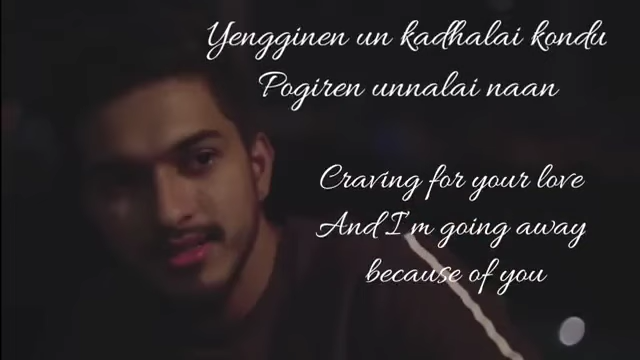 Yengginen un kadhalai kondu
Pogiren unnalai naan
Craving for your love
And I'm going away
because of you